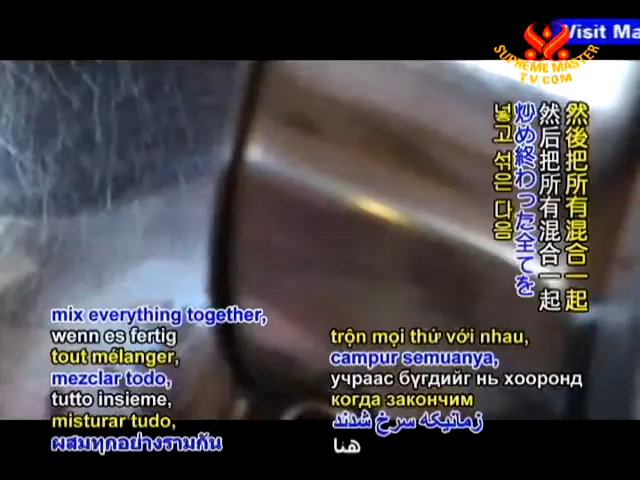 Visit Ma
SUPREME MASTER
TV.COM
然後把所有混合一起
然后把所有混合一起
炒め終わった全てを
넣고 섞은 다음
mix everything together,
wenn es fertig
tout mélanger,
mezclar todo,
tutto insieme,
misturar tudo,
ผสมทุกอย่างรามกัน
trộn mọi thứ với nhau,
campur semuanya,
учраас бүгдийг нь хооронд
когда закончим
زمانیکه سرخ شدند
هنا